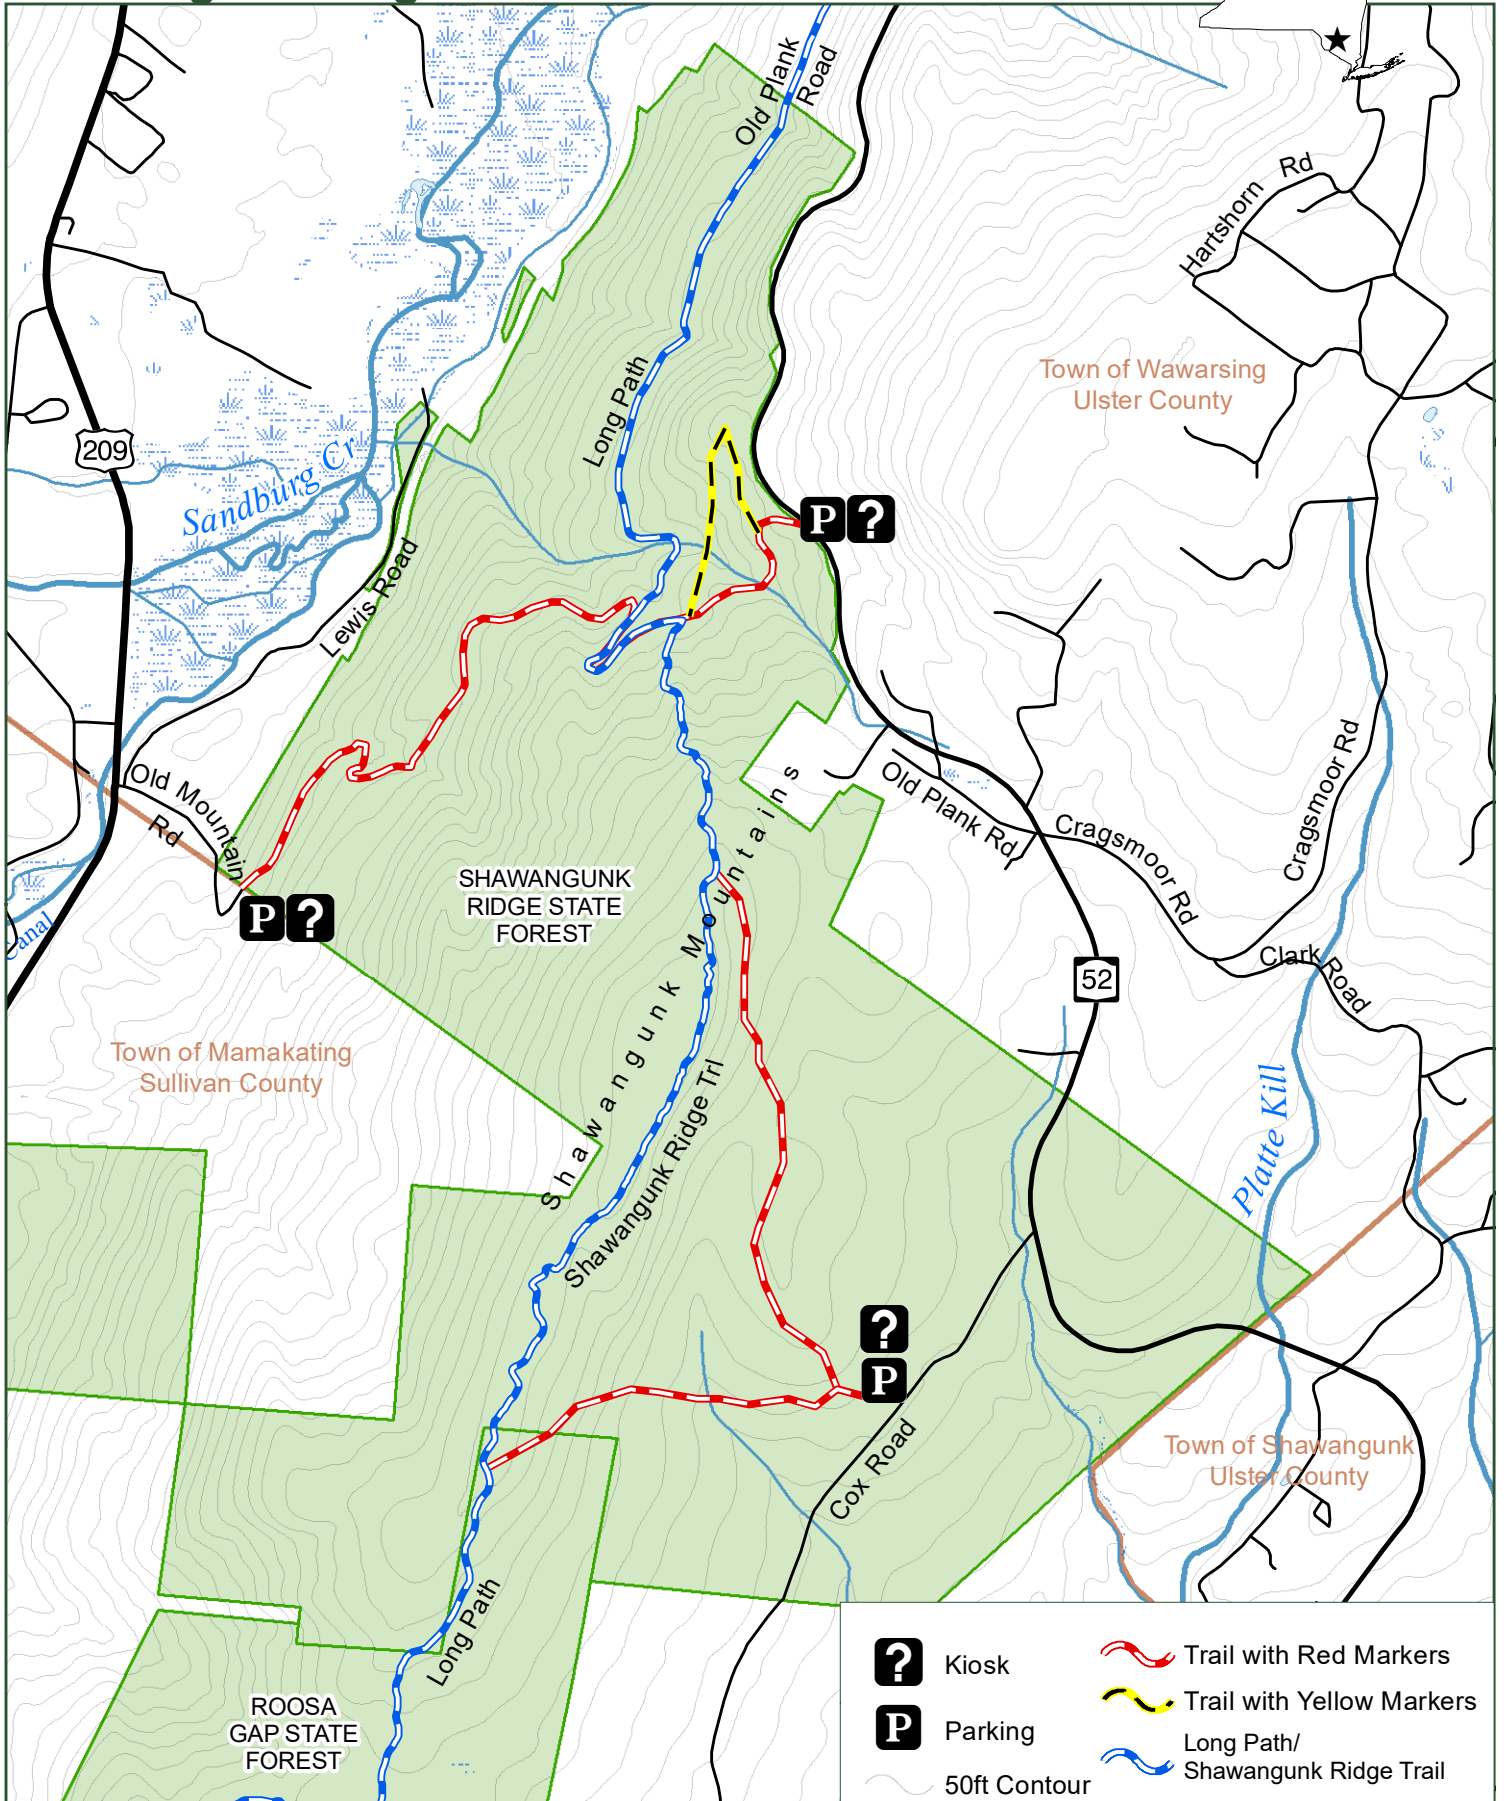 Old Plank
Road
Hartshorn Rd
Long Path
Town of Wawarsing
Ulster County
209
Sandburg Cr
P ?
Lewis Road
Old Mountain
Rd
Old Plank Rd
Cragsmoor Rd
Cragsmoor Rd
SHAWANGUNK
RIDGE STATE
FOREST
P ?
Canal
Shawangunk Mountains
Clark Road
52
Town of Mamakating
Sullivan County
Shawangunk Ridge Trl
Platte Kill
?
P
Cox Road
Town of Shawangunk
Ulster County
Long Path
ROOSA
GAP STATE
FOREST
? Kiosk
P Parking
50ft Contour
Trail with Red Markers
Trail with Yellow Markers
Long Path/
Shawangunk Ridge Trail